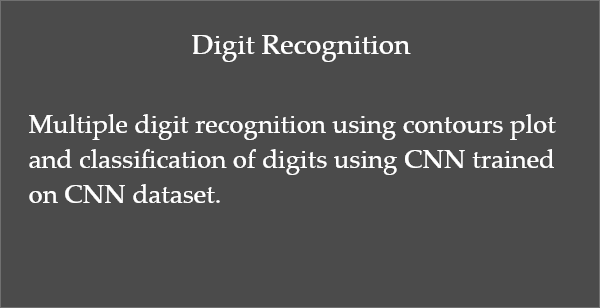 Digit Recognition
Multiple digit recognition using contours plot
and classification of digits using CNN trained
on CNN dataset.